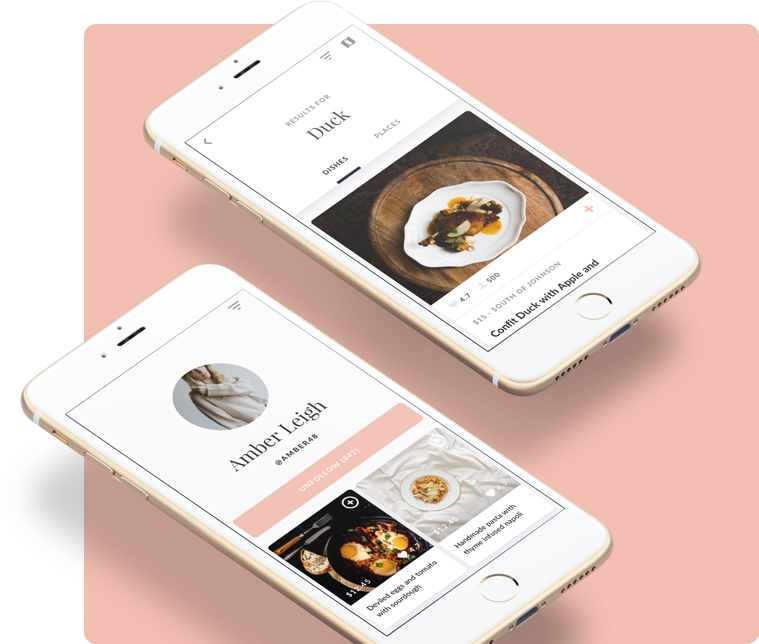 RESULTS FOR
Duck
DISHES
PLACES
4.7
500
$15 - SOUTH OF JOHNSON
Confit Duck with Apple and
Amber Leigh
@AMBER48
UNFOLLOW (842)
$12.45
4.7
Deviled eggs and tomato
with sourdough
$12.45
4.7
Handmade pasta with
thyme infused napoli